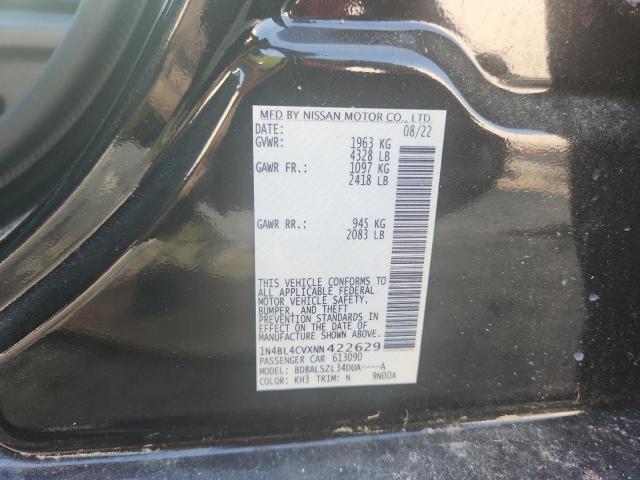 MFD BY NISSAN MOTOR CO., LTD.
DATE: 08/22
GVWR: 1963 KG
4328 LB
GAWR FR.: 1097 KG
2418 LB
GAWR RR.: 945 KG
2083 LB
THIS VEHICLE CONFORMS TO
ALL APPLICABLE FEDERAL
MOTOR VEHICLE SAFETY,
BUMPER, AND THEFT
PREVENTION STANDARDS IN
EFFECT ON THE DATE OF
MANUFACTURE SHOWN ABOVE.
1N4BL4CVXNN422629
PASSENGER CAR 613090
MODEL: BDBALSZL34DUA----A
COLOR: KH3 TRIM: N 9N00A